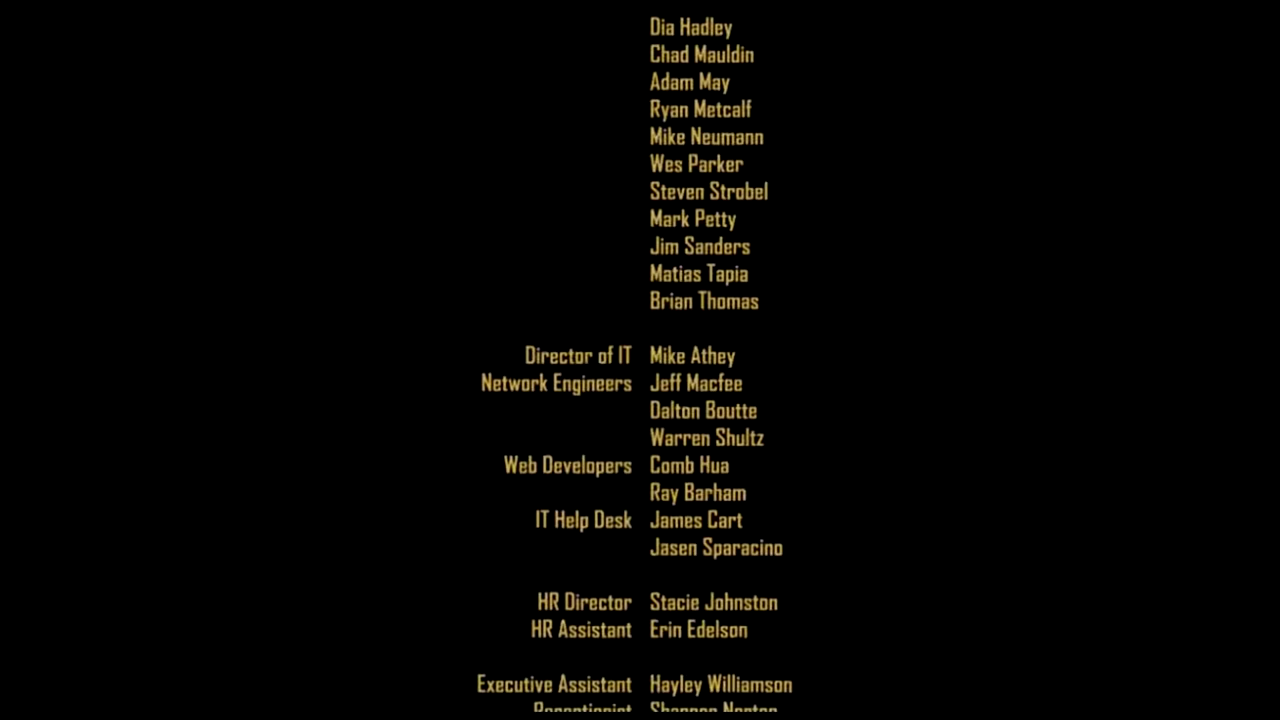 Dia Hadley
Chad Mauldin
Adam May
Ryan Metcalf
Mike Neumann
Wes Parker
Steven Strobel
Mark Petty
Jim Sanders
Matias Tapia
Brian Thomas
Director of IT Mike Athey
Network Engineers Jeff Macfee
Dalton Boutte
Warren Shultz
Web Developers Comb Hua
Ray Barham
IT Help Desk James Cart
Jasen Sparacino
HR Director Stacie Johnston
HR Assistant Erin Edelson
Executive Assistant Hayley Williamson
Receptionist Shannon